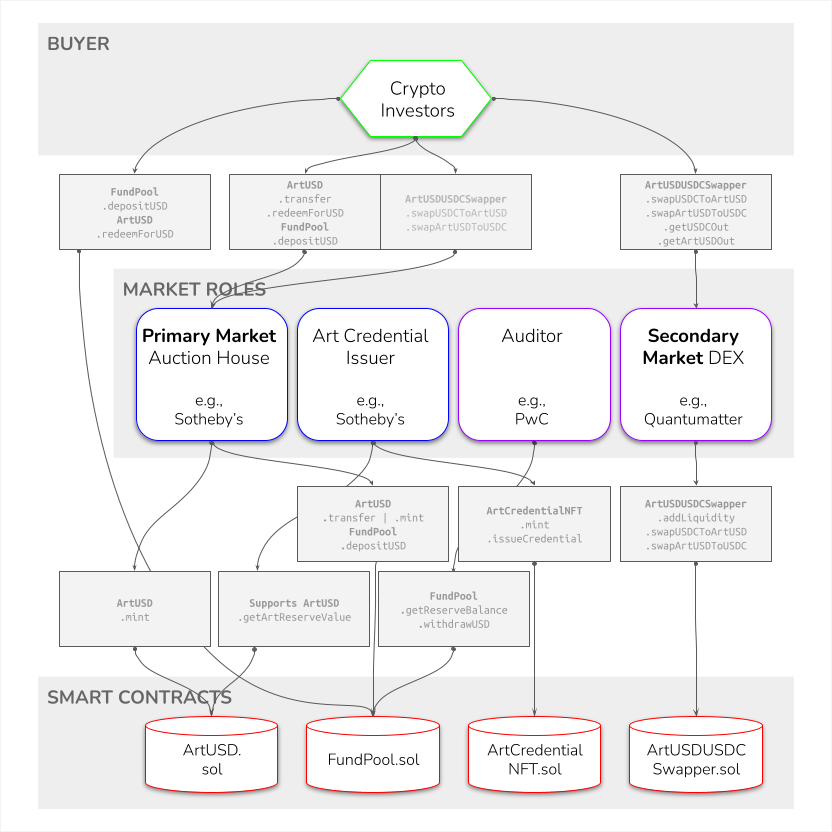 BUYER
Crypto
Investors
FundPool
.depositUSD
ArtUSD
.redeemForUSD
ArtUSD
.transfer
.redeemForUSD
FundPool
.depositUSD
ArtUSDUSDCSwapper
.swapUSDCToArtUSD
.swapArtUSDToUSDC
ArtUSDUSDCSwapper
.swapUSDCToArtUSD
.swapArtUSDToUSDC
.getUSDCOut
.getArtUSDOut
MARKET ROLES
Primary Market
Auction House
e.g.,
Sotheby's
Art Credential
Issuer
e.g.,
Sotheby's
Auditor
e.g.,
PwC
Secondary
Market DEX
e.g.,
Quantumatter
ArtUSD
.transfer | .mint
FundPool
.depositUSD
ArtCredentialNFT
.mint
.issueCredential
ArtUSDUSDCSwapper
.addLiquidity
.swapUSDCToArtUSD
.swapArtUSDToUSDC
ArtUSD
.mint
Supports ArtUSD
.getArtReserveValue
FundPool
.getReserveBalance
.withdrawUSD
SMART CONTRACTS
ArtUSD.
sol
FundPool.sol
ArtCredential
NFT.sol
ArtUSDUSDC
Swapper.sol